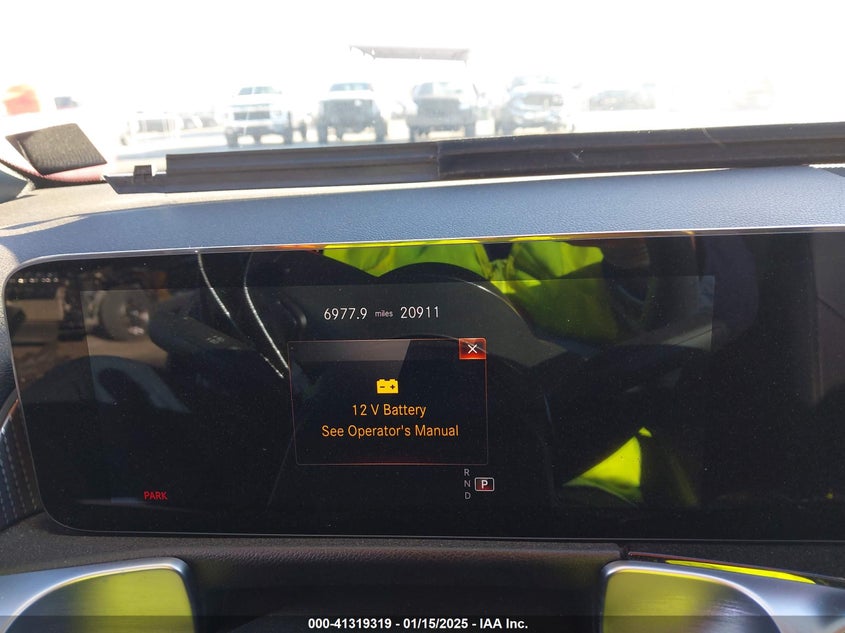 6977.9 miles 20911
12 V Battery
See Operator's Manual
R
N P
D
PARK
000-41319319 - 01/15/2025 - IAA Inc.